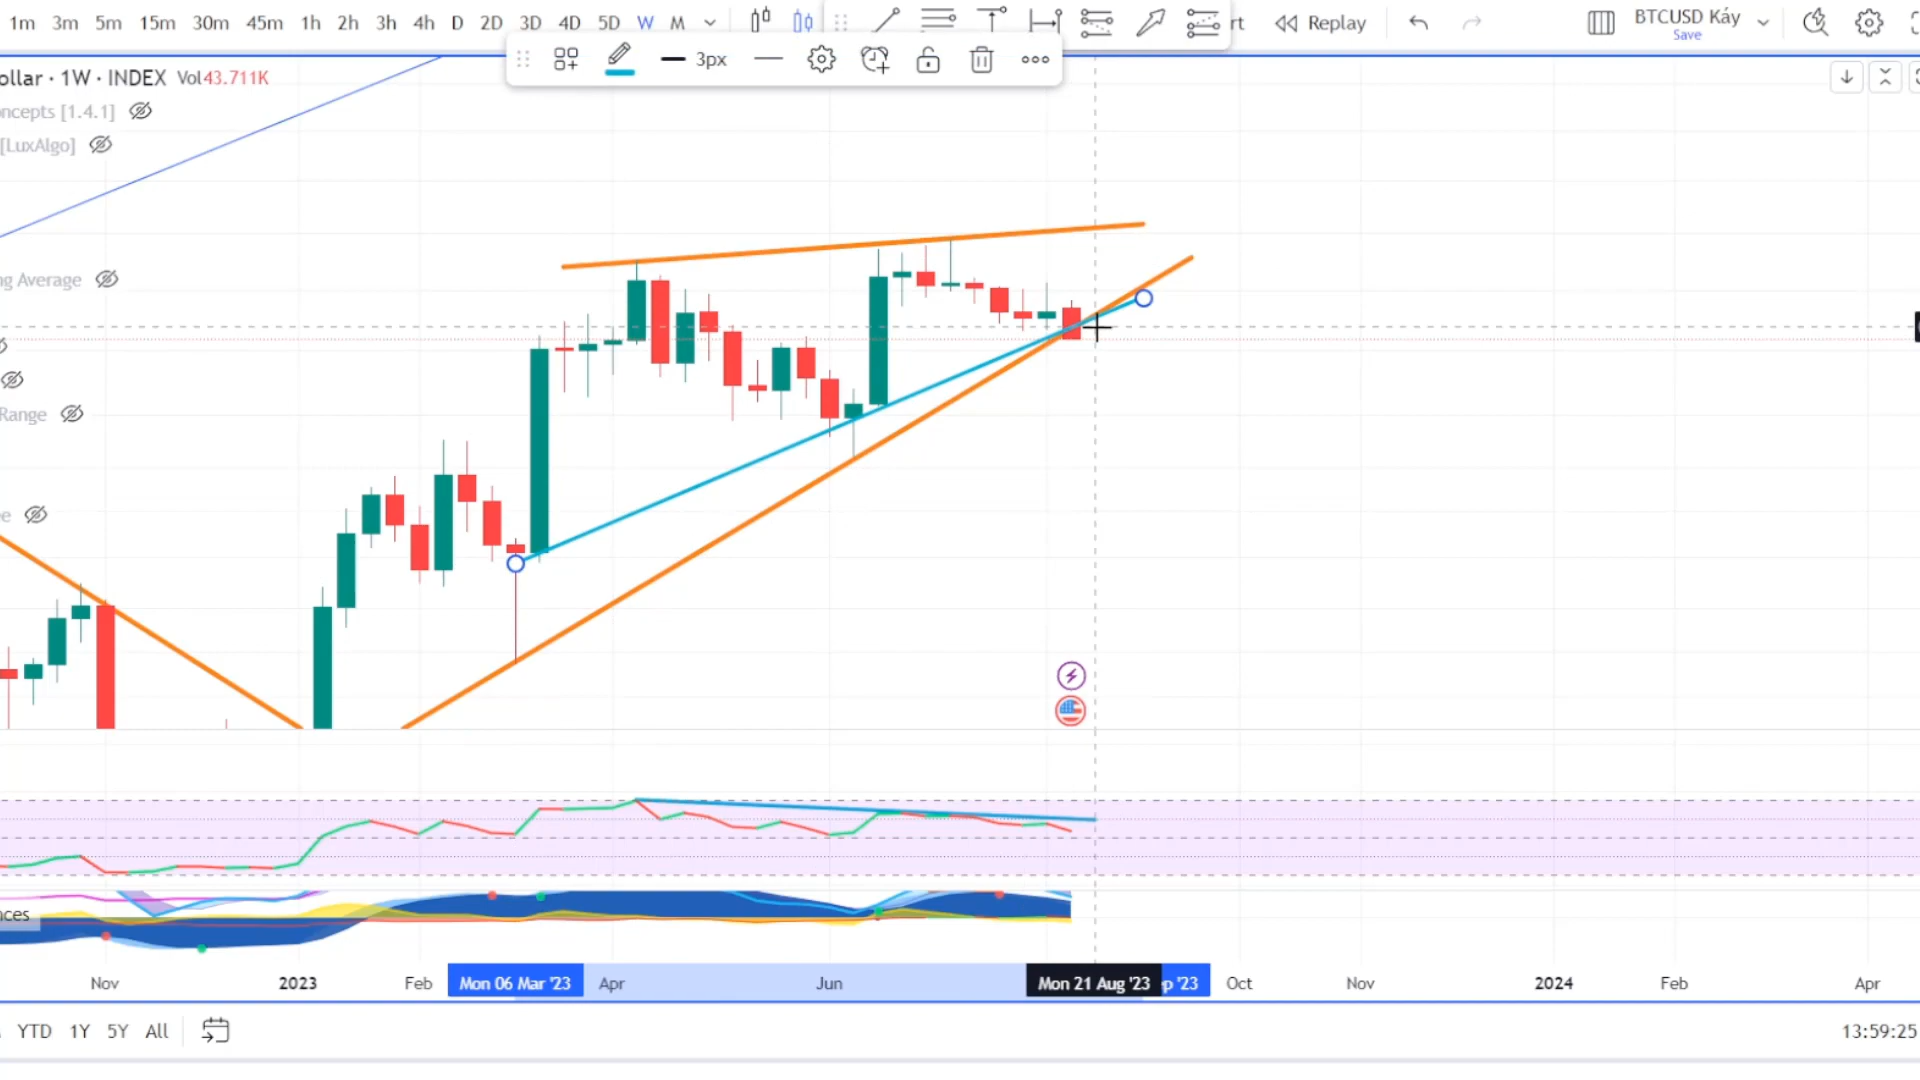 1m 3m 5m 15m 30m 45m 1h 2h 3h 4h D 2D 3D 4D 5D W M rt Replay BTCUSD Káy
Save
3px
ollar · 1W · INDEX Vol43.711K
oncepts [1.4.1]
[LuxAlgo]
ng Average
Range
e
nces
Nov 2023 Feb Mon 06 Mar '23 Apr Jun Mon 21 Aug '23 p '23 Oct Nov 2024 Feb Apr
YTD 1Y 5Y All 13:59:25